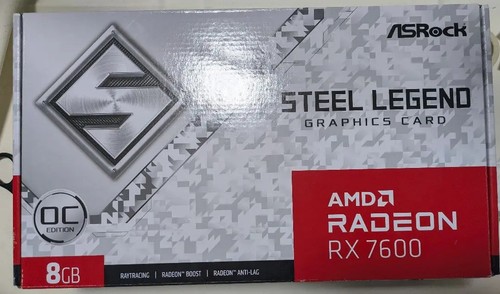 ASRock
STEEL LEGEND
GRAPHICS CARD
OC
EDITION
AMD
RADEON
RX 7600
8GB
RAYTRACING | RADEON™ BOOST | RADEON™ ANTI-LAG